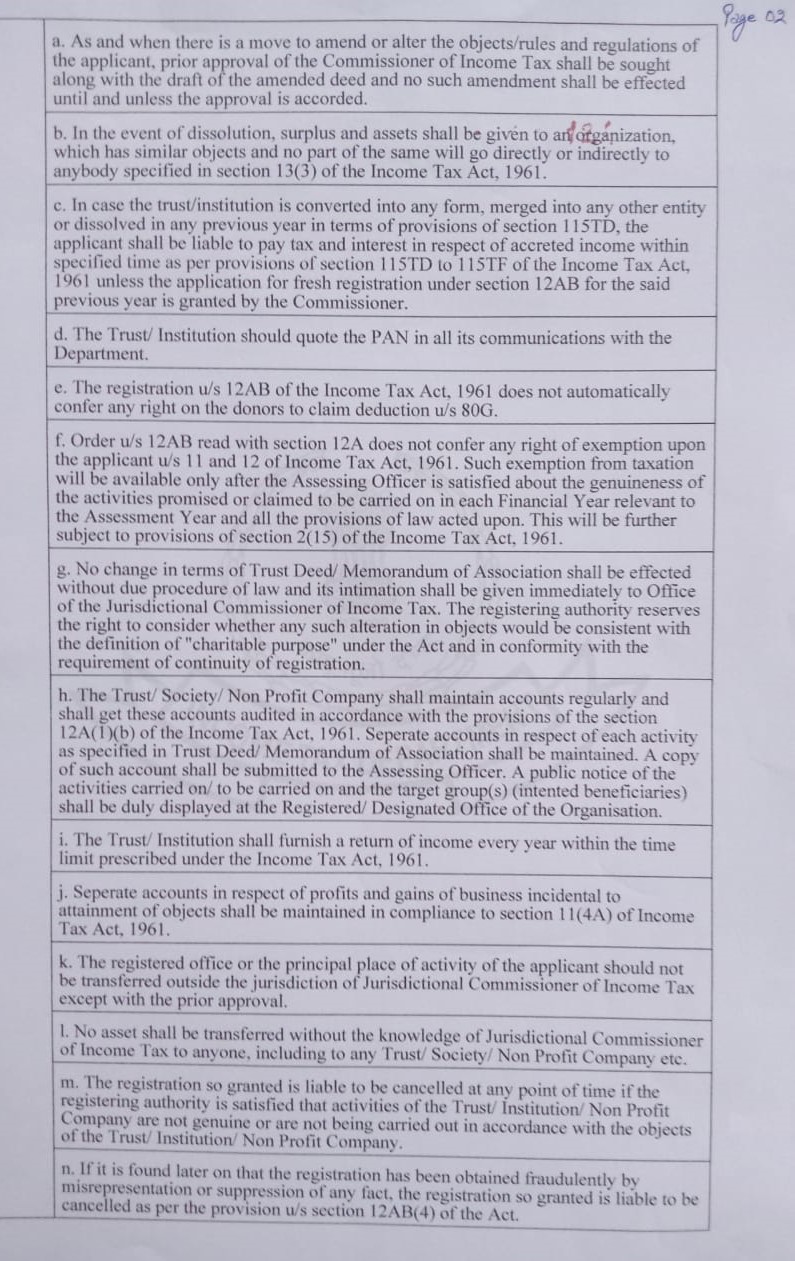 Page 02
a. As and when there is a move to amend or alter the objects/rules and regulations of
the applicant, prior approval of the Commissioner of Income Tax shall be sought
along with the draft of the amended deed and no such amendment shall be effected
until and unless the approval is accorded.
b. In the event of dissolution, surplus and assets shall be given to an organization,
which has similar objects and no part of the same will go directly or indirectly to
anybody specified in section 13(3) of the Income Tax Act, 1961.
c. In case the trust/institution is converted into any form, merged into any other entity
or dissolved in any previous year in terms of provisions of section 115TD, the
applicant shall be liable to pay tax and interest in respect of accreted income within
specified time as per provisions of section 115TD to 115TF of the Income Tax Act,
1961 unless the application for fresh registration under section 12AB for the said
previous year is granted by the Commissioner.
d. The Trust/ Institution should quote the PAN in all its communications with the
Department.
e. The registration u/s 12AB of the Income Tax Act, 1961 does not automatically
confer any right on the donors to claim deduction u/s 80G.
f. Order u/s 12AB read with section 12A does not confer any right of exemption upon
the applicant u/s 11 and 12 of Income Tax Act, 1961. Such exemption from taxation
will be available only after the Assessing Officer is satisfied about the genuineness of
the activities promised or claimed to be carried on in each Financial Year relevant to
the Assessment Year and all the provisions of law acted upon. This will be further
subject to provisions of section 2(15) of the Income Tax Act, 1961.
g. No change in terms of Trust Deed/ Memorandum of Association shall be effected
without due procedure of law and its intimation shall be given immediately to Office
of the Jurisdictional Commissioner of Income Tax. The registering authority reserves
the right to consider whether any such alteration in objects would be consistent with
the definition of "charitable purpose" under the Act and in conformity with the
requirement of continuity of registration.
h. The Trust/ Society/ Non Profit Company shall maintain accounts regularly and
shall get these accounts audited in accordance with the provisions of the section
12A(1)(b) of the Income Tax Act, 1961. Seperate accounts in respect of each activity
as specified in Trust Deed/ Memorandum of Association shall be maintained. A copy
of such account shall be submitted to the Assessing Officer. A public notice of the
activities carried on/ to be carried on and the target group(s) (intented beneficiaries)
shall be duly displayed at the Registered/ Designated Office of the Organisation.
i. The Trust/ Institution shall furnish a return of income every year within the time
limit prescribed under the Income Tax Act, 1961.
j. Seperate accounts in respect of profits and gains of business incidental to
attainment of objects shall be maintained in compliance to section 11(4A) of Income
Tax Act, 1961.
k. The registered office or the principal place of activity of the applicant should not
be transferred outside the jurisdiction of Jurisdictional Commissioner of Income Tax
except with the prior approval.
l. No asset shall be transferred without the knowledge of Jurisdictional Commissioner
of Income Tax to anyone, including to any Trust/ Society/ Non Profit Company etc.
m. The registration so granted is liable to be cancelled at any point of time if the
registering authority is satisfied that activities of the Trust/ Institution/ Non Profit
Company are not genuine or are not being carried out in accordance with the objects
of the Trust/ Institution/ Non Profit Company.
n. If it is found later on that the registration has been obtained fraudulently by
misrepresentation or suppression of any fact, the registration so granted is liable to be
cancelled as per the provision u/s section 12AB(4) of the Act.